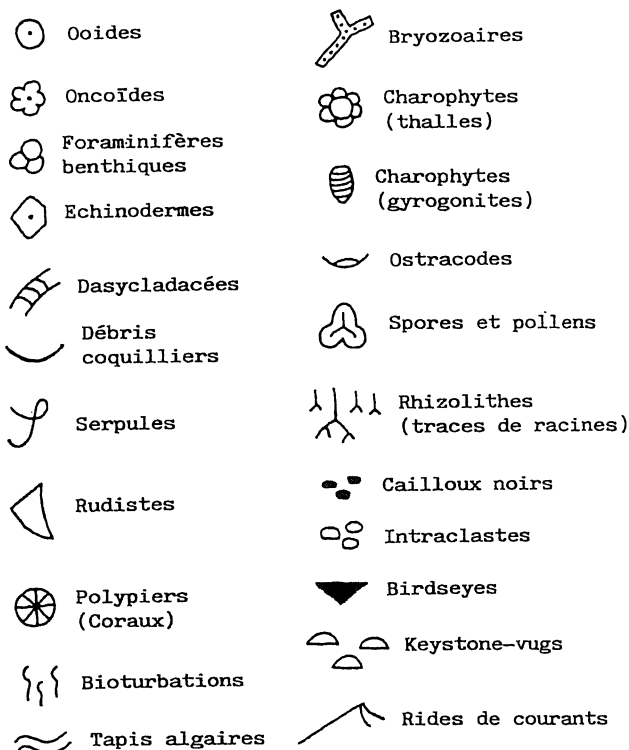 Ooides
Oncoïdes
Foraminifères
benthiques
Echinodermes
Dasycladacées
Débris
coquilliers
Serpules
Rudistes
Polypiers
(Coraux)
Bioturbations
Tapis algaires
Bryozoaires
Charophytes
(thalles)
Charophytes
(gyrogonites)
Ostracodes
Spores et pollens
Rhizolithes
(traces de racines)
Cailloux noirs
Intraclastes
Birdseyes
Keystone-vugs
Rides de courants